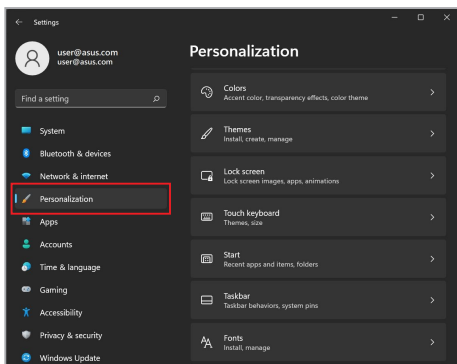 Settings
user@asus.com
user@asus.com
Find a setting
System
Bluetooth & devices
Network & internet
Personalization
Apps
Accounts
Time & language
Gaming
Accessibility
Privacy & security
Windows Update
Personalization
Colors
Accent color, transparency effects, color theme
Themes
Install, create, manage
Lock screen
Lock screen images, apps, animations
Touch keyboard
Themes, size
Start
Recent apps and items, folders
Taskbar
Taskbar behaviors, system pins
Fonts
Install, manage